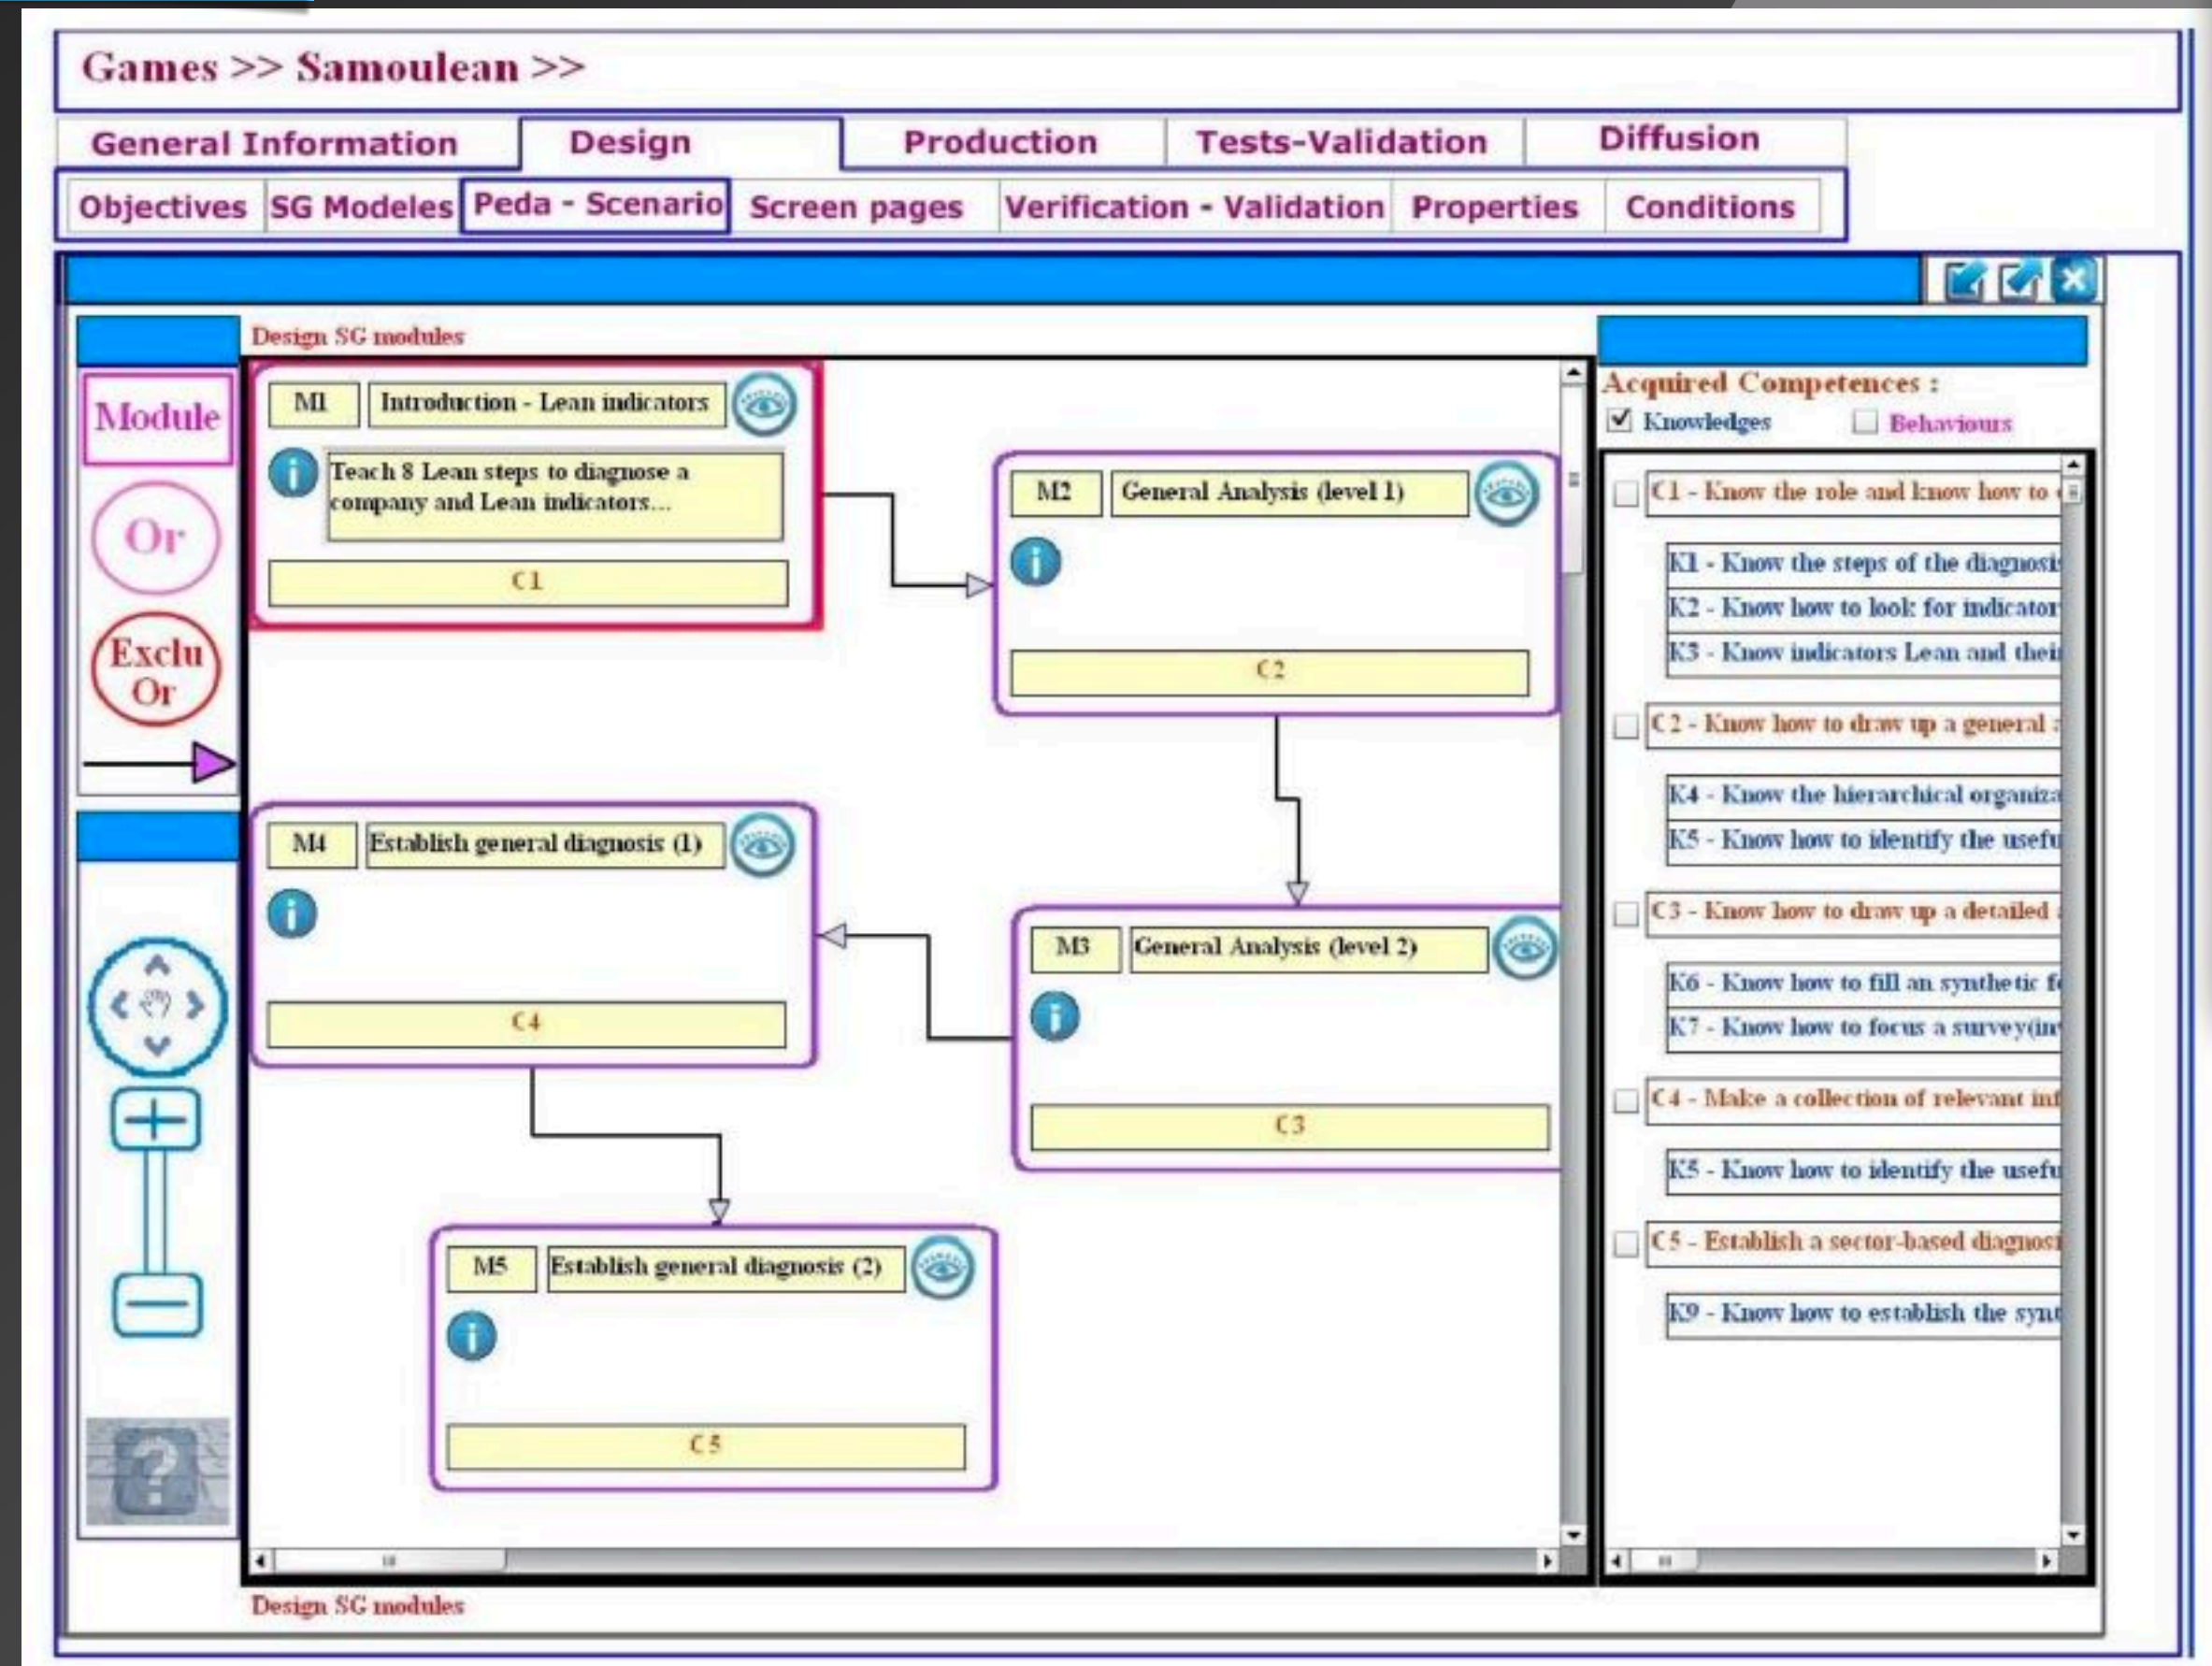 Games >> Samoulean >>
General Information Design Production Tests-Validation Diffusion
Objectives SG Modeles Peda - Scenario Screen pages Verification - Validation Properties Conditions
Design SG modules
Module
Or
Exclu
Or
M1 Introduction - Lean indicators
Teach 8 Lean steps to diagnose a
company and Lean indicators...
C1
M2 General Analysis (level 1)
C2
M4 Establish general diagnosis (1)
C4
M3 General Analysis (level 2)
C3
M5 Establish general diagnosis (2)
C5
Design SG modules
Acquired Competences :
Knowledges Behaviours
C1 - Know the role and know how to
K1 - Know the steps of the diagnosis
K2 - Know how to look for indicator
K3 - Know indicators Lean and their
C2 - Know how to draw up a general
K4 - Know the hierarchical organiza
K5 - Know how to identify the usefu
C3 - Know how to draw up a detailed
K6 - Know how to fill an synthetic fo
K7 - Know how to focus a survey(in
C4 - Make a collection of relevant inf
K5 - Know how to identify the usefu
C5 - Establish a sector-based diagnosi
K9 - Know how to establish the synt